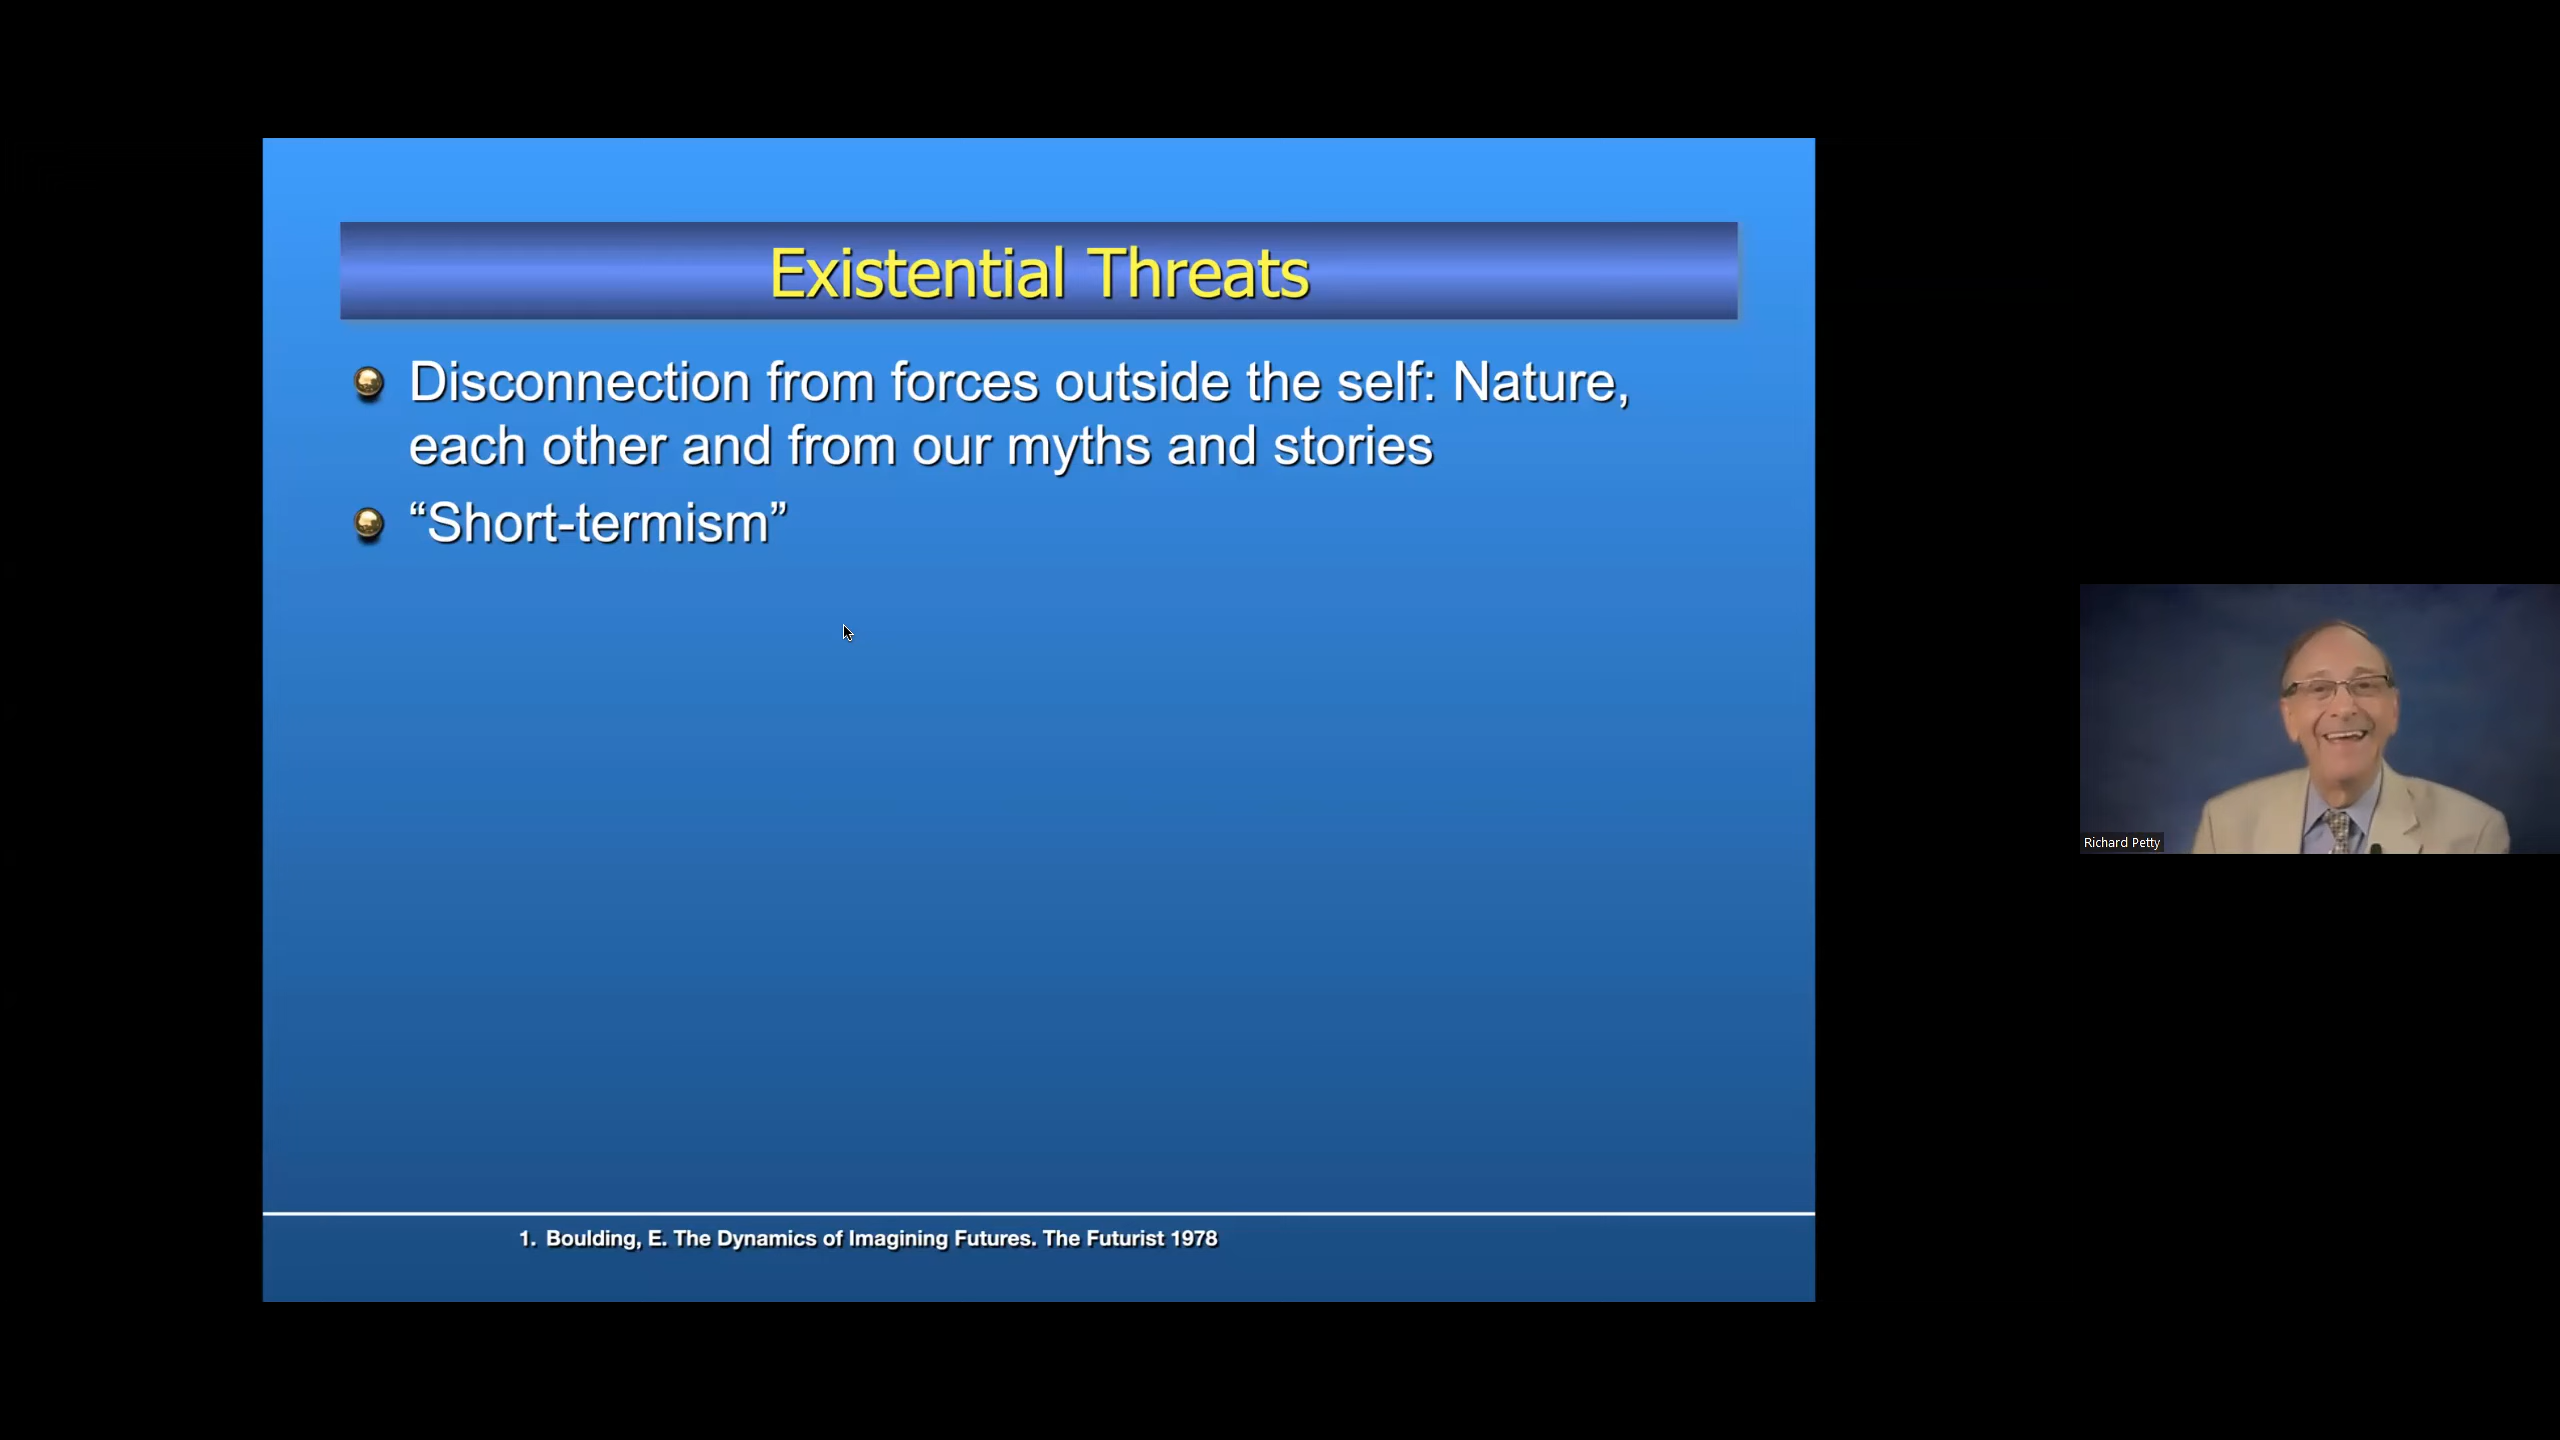 Existential Threats
Disconnection from forces outside the self: Nature,
each other and from our myths and stories
“Short-termism”
Richard Petty
1. Boulding, E. The Dynamics of Imagining Futures. The Futurist 1978